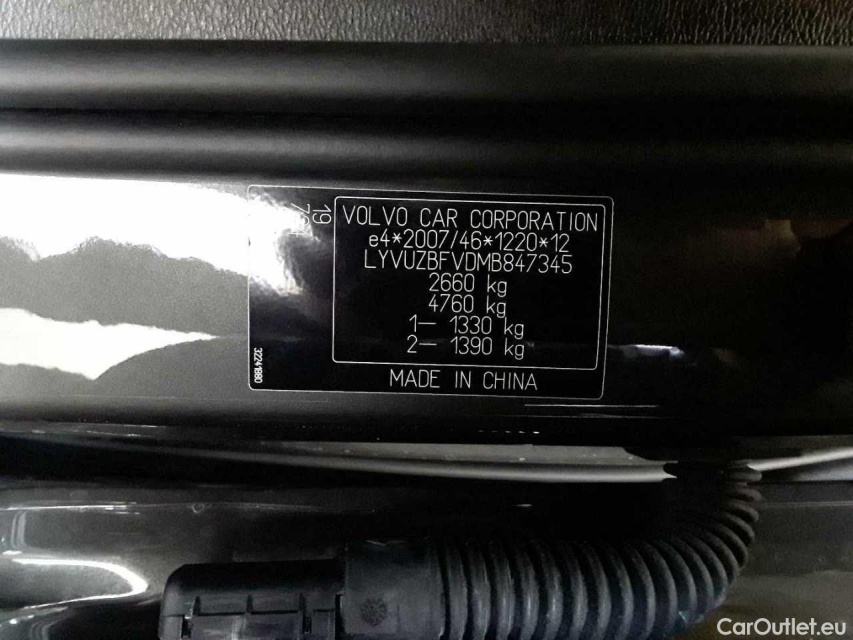 VOLVO CAR CORPORATION
e4*2007/46*1220*12
LYVUZBFVDMB847345
2660 kg
4760 kg
1– 1330 kg
2– 1390 kg
MADE IN CHINA
32241880
CarOutlet.eu